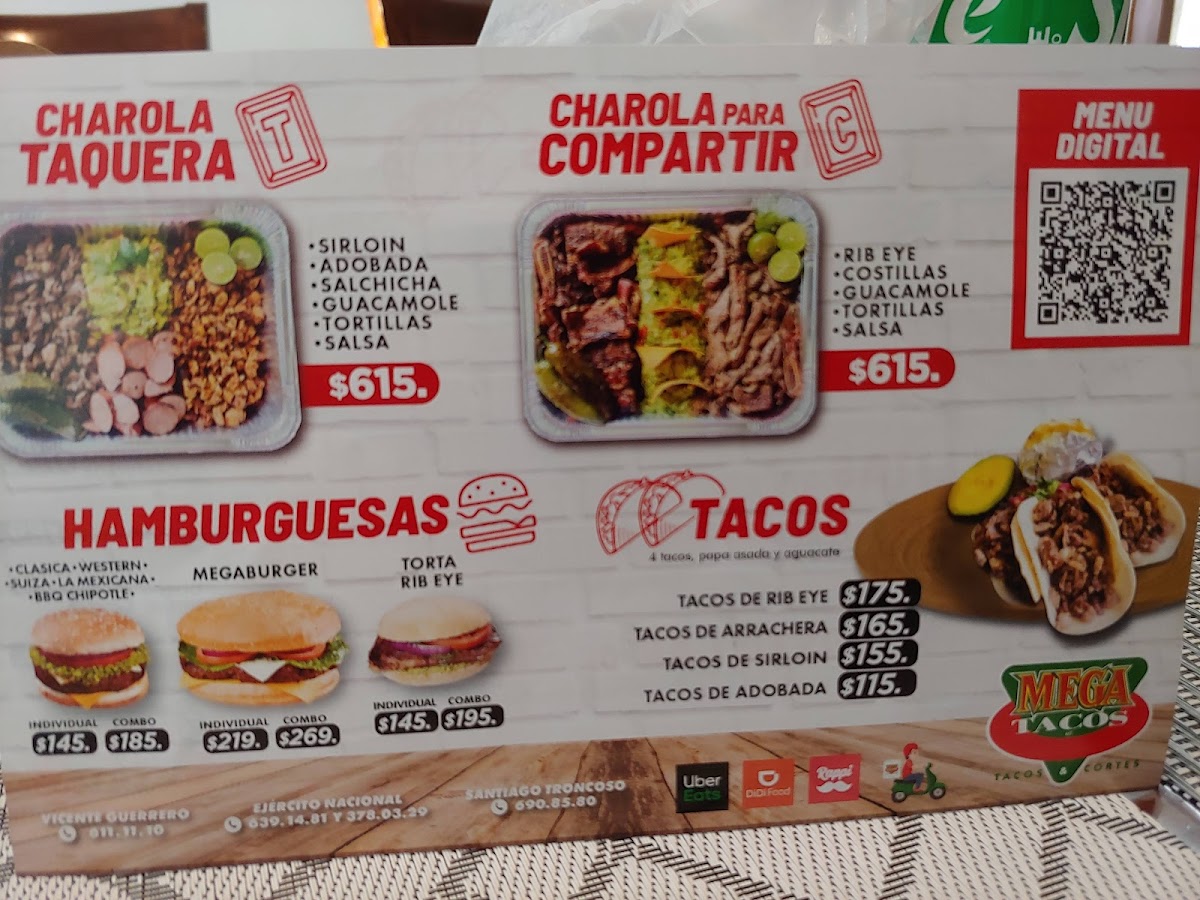 CHAROLA
TAQUERA
T
• SIRLOIN
• ADOBADA
• SALCHICHA
• GUACAMOLE
• TORTILLAS
• SALSA
$615.
CHAROLA PARA
COMPARTIR
C
• RIB EYE
• COSTILLAS
• GUACAMOLE
• TORTILLAS
• SALSA
$615.
MENU
DIGITAL
HAMBURGUESAS
• CLASICA • WESTERN •
• SUIZA • LA MEXICANA •
• BBQ CHIPOTLE •
INDIVIDUAL COMBO
$145. $185.
MEGABURGER
INDIVIDUAL COMBO
$219. $269.
TORTA
RIB EYE
INDIVIDUAL COMBO
$145. $195.
TACOS
4 tacos, papa asada y aguacate
TACOS DE RIB EYE $175.
TACOS DE ARRACHERA $165.
TACOS DE SIRLOIN $155.
TACOS DE ADOBADA $115.
MEGA
TACOS
TACOS & CORTES
VICENTE GUERRERO
611.11.10
EJÉRCITO NACIONAL
639.14.81 Y 378.03.29
SANTIAGO TRONCOSO
690.85.80
Uber
Eats
DiDi Food
Rappi